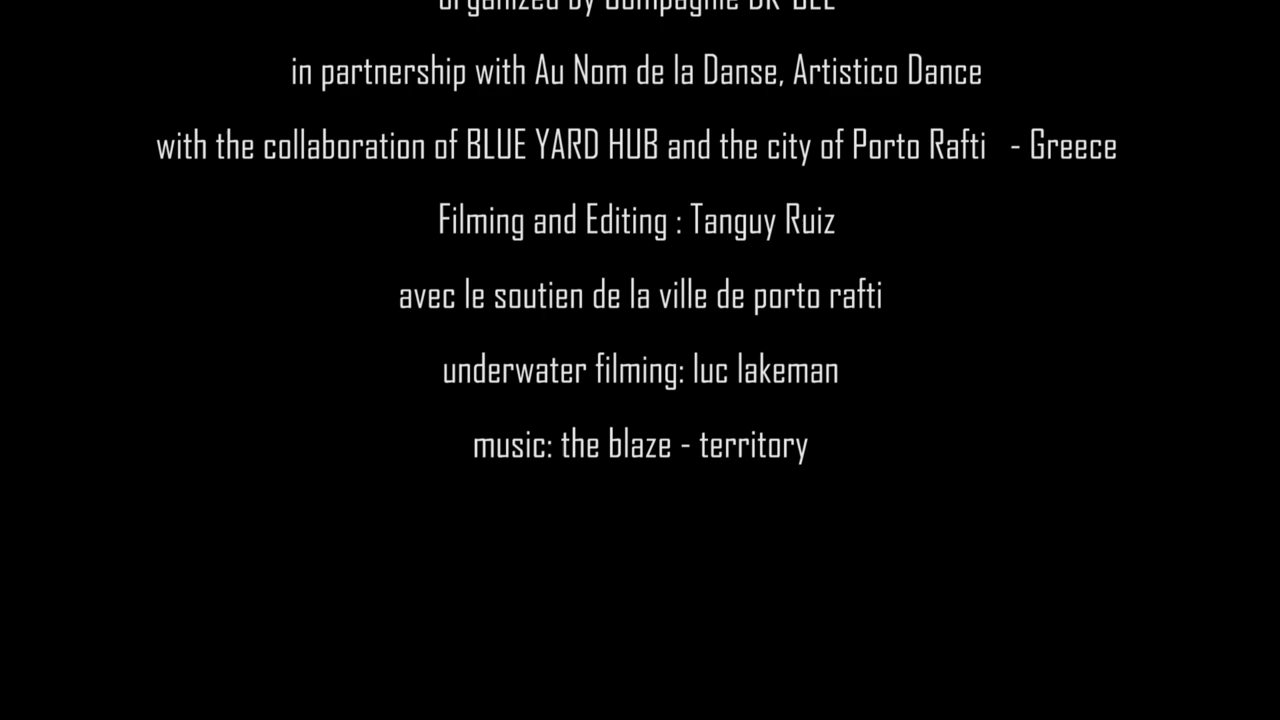 organized by Compagnie
in partnership with Au Nom de la Danse, Artistico Dance
with the collaboration of BLUE YARD HUB and the city of Porto Rafti - Greece
Filming and Editing : Tanguy Ruiz
avec le soutien de la ville de porto rafti
underwater filming: luc lakeman
music: the blaze - territory